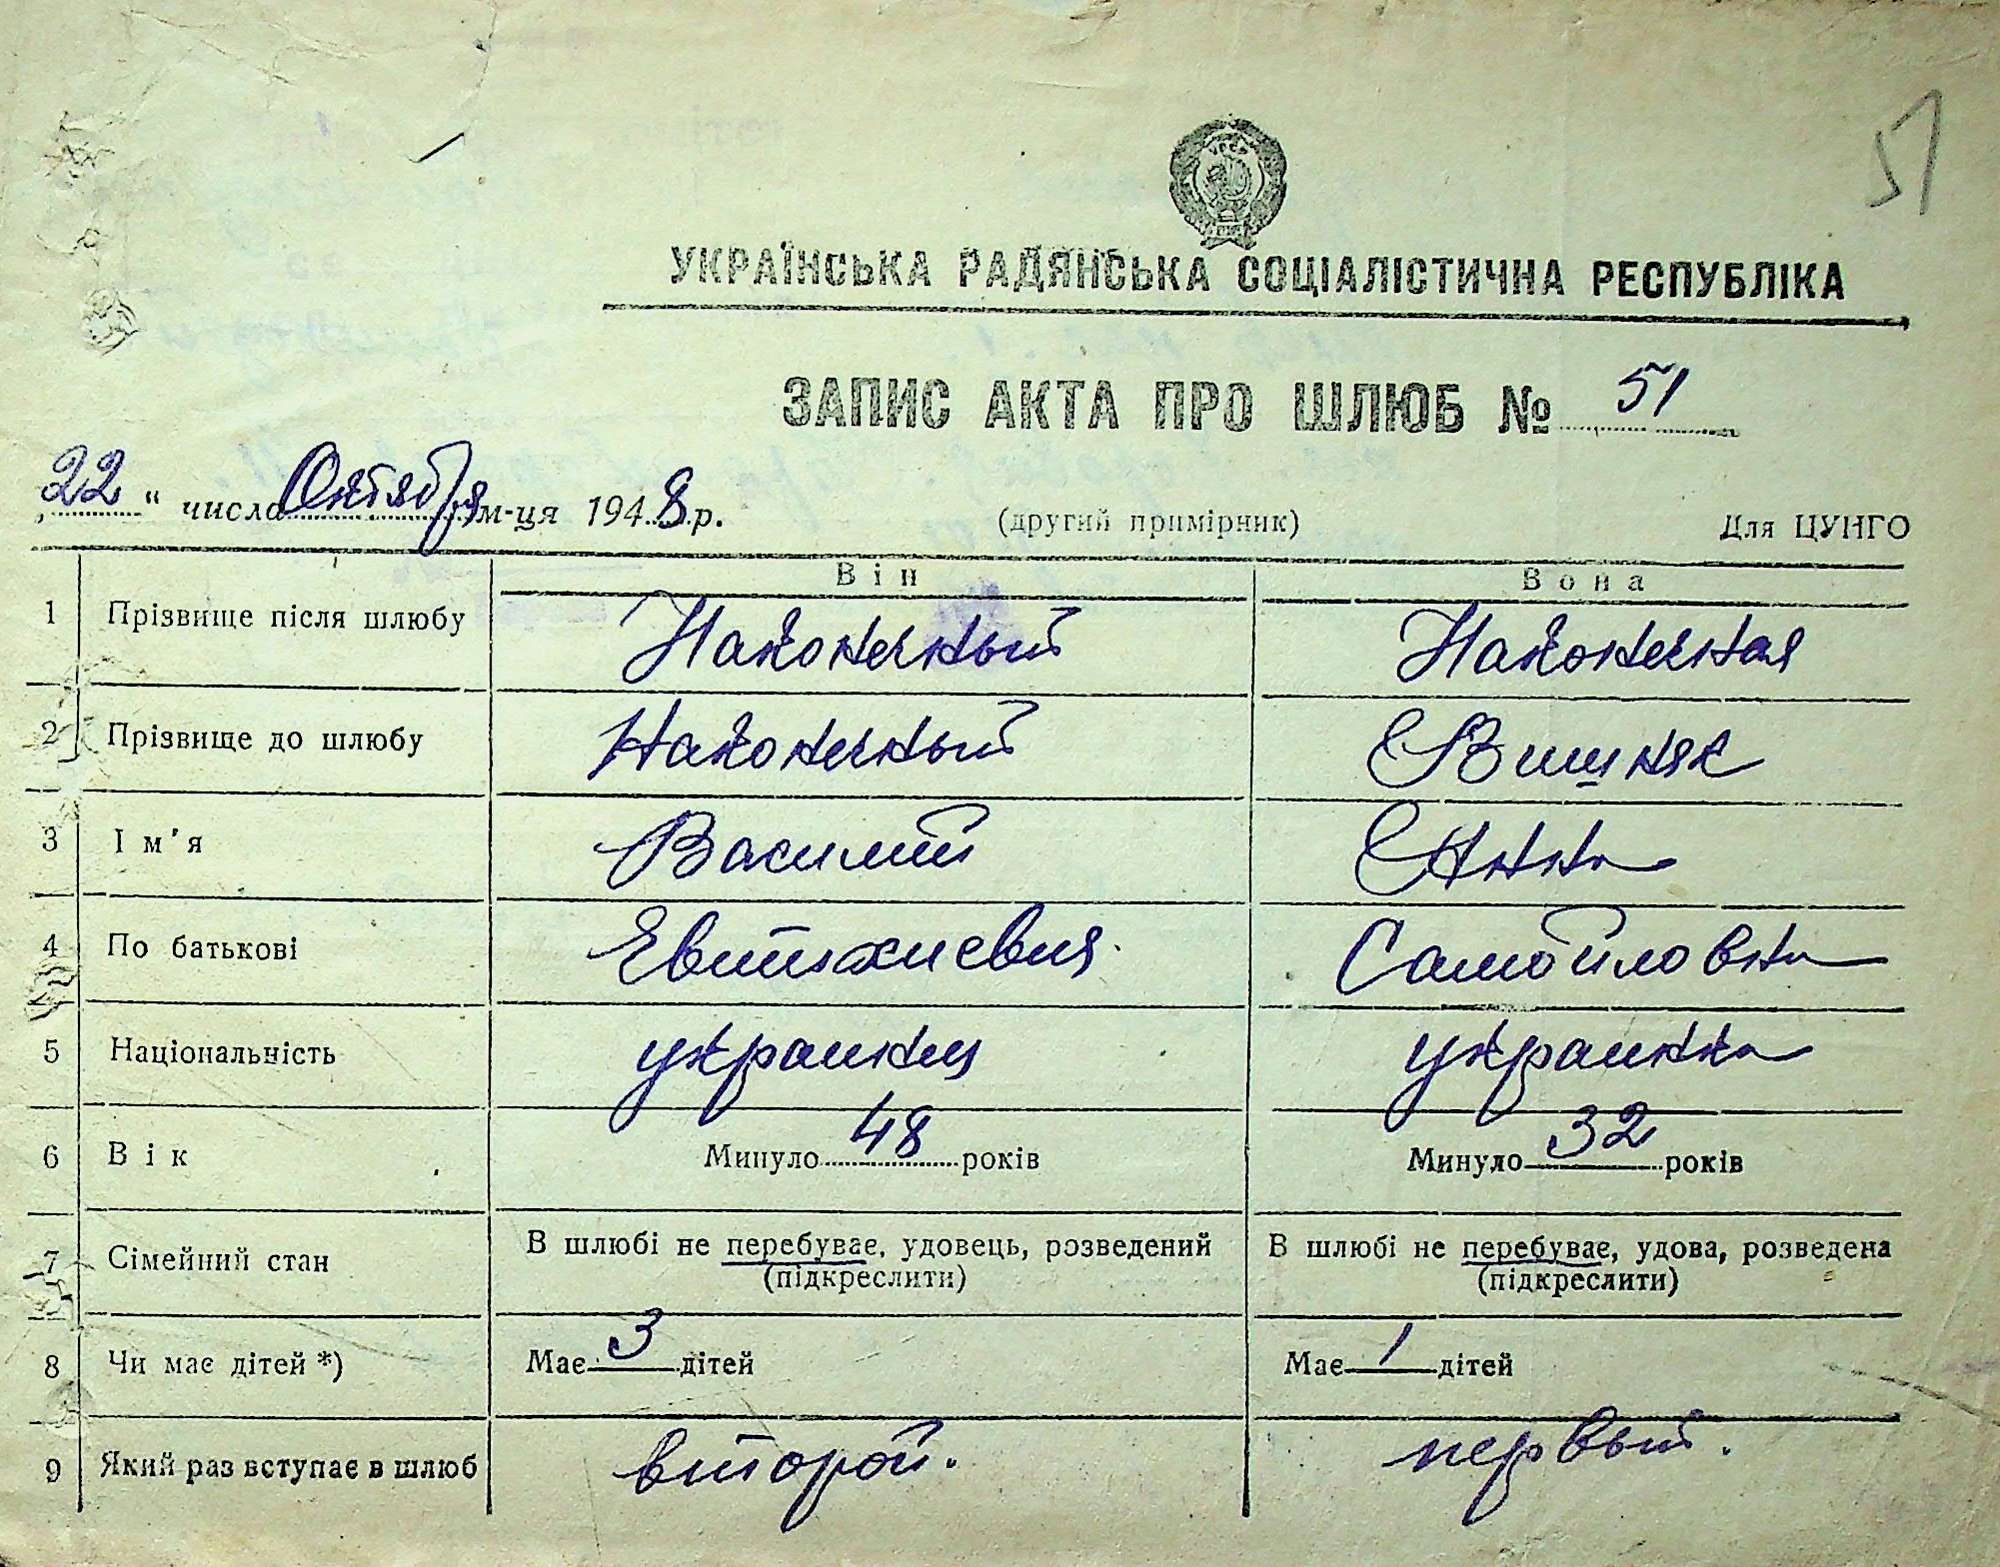 51
УКРАЇНСЬКА РАДЯНСЬКА СОЦІАЛІСТИЧНА РЕСПУБЛІКА
ЗАПИС АКТА ПРО ШЛЮБ № 51
„22“ числа Октября м-ця 1948 р. (другий примірник) Для ЦУНГО
Він Вона
1 Прізвище після шлюбу Наконечный Наконечная
2 Прізвище до шлюбу Наконечный Вишняк
3 Ім'я Василий Анна
4 По батькові Евтихиевич Самойловна
5 Національність украинец украинка
6 Вік Минуло 48 років Минуло 32 років
7 Сімейний стан В шлюбі не перебуває, удовець, розведений В шлюбі не перебуває, удова, розведена
(підкреслити) (підкреслити)
8 Чи має дітей *) Має 3 дітей Має 1 дітей
9 Який раз вступає в шлюб второй. первый.